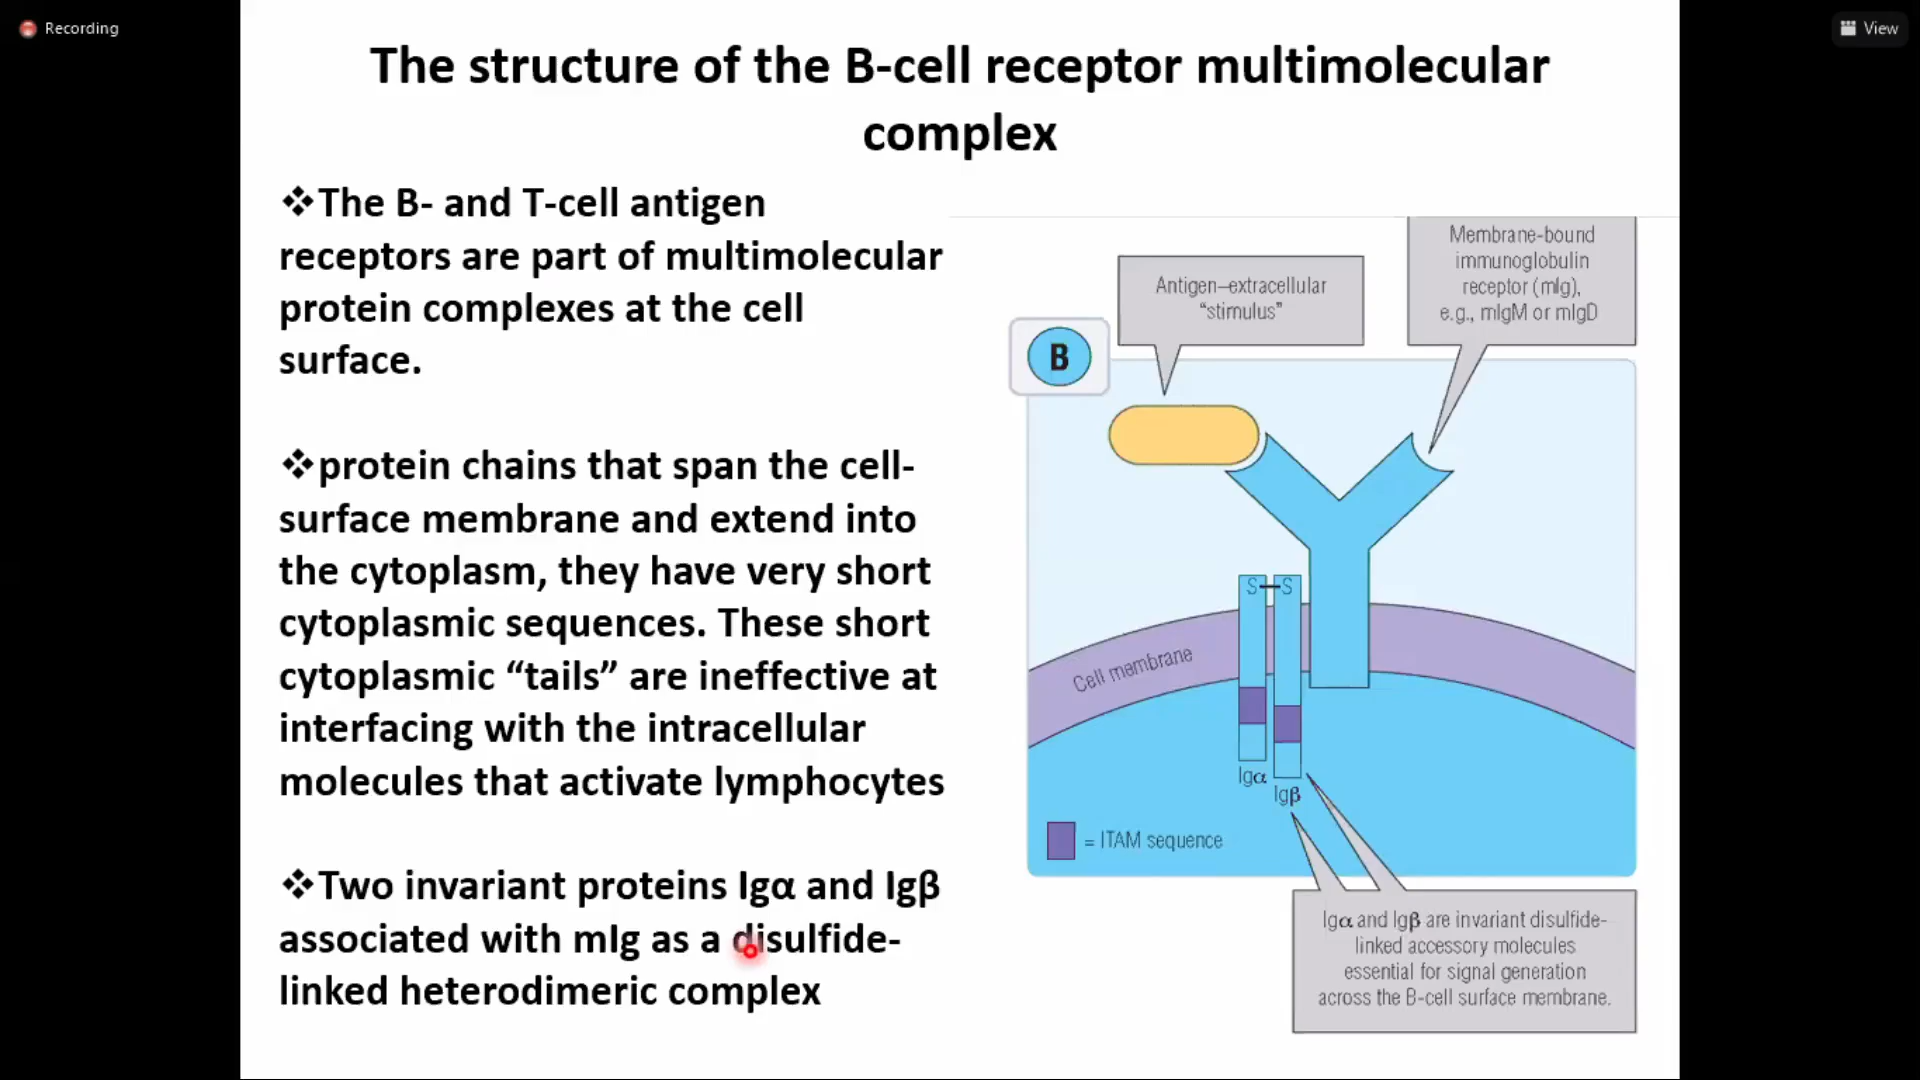 Recording
View
The structure of the B-cell receptor multimolecular
complex
❖The B- and T-cell antigen
receptors are part of multimolecular
protein complexes at the cell
surface.
❖protein chains that span the cell-
surface membrane and extend into
the cytoplasm, they have very short
cytoplasmic sequences. These short
cytoplasmic “tails” are ineffective at
interfacing with the intracellular
molecules that activate lymphocytes
❖Two invariant proteins Igα and Igβ
associated with mIg as a disulfide-
linked heterodimeric complex
Membrane-bound
immunoglobulin
receptor (mIg),
e.g., mIgM or mIgD
Antigen–extracellular
“stimulus”
B
S S
Cell membrane
Igα
Igβ
= ITAM sequence
Igα and Igβ are invariant disulfide-
linked accessory molecules
essential for signal generation
across the B-cell surface membrane.